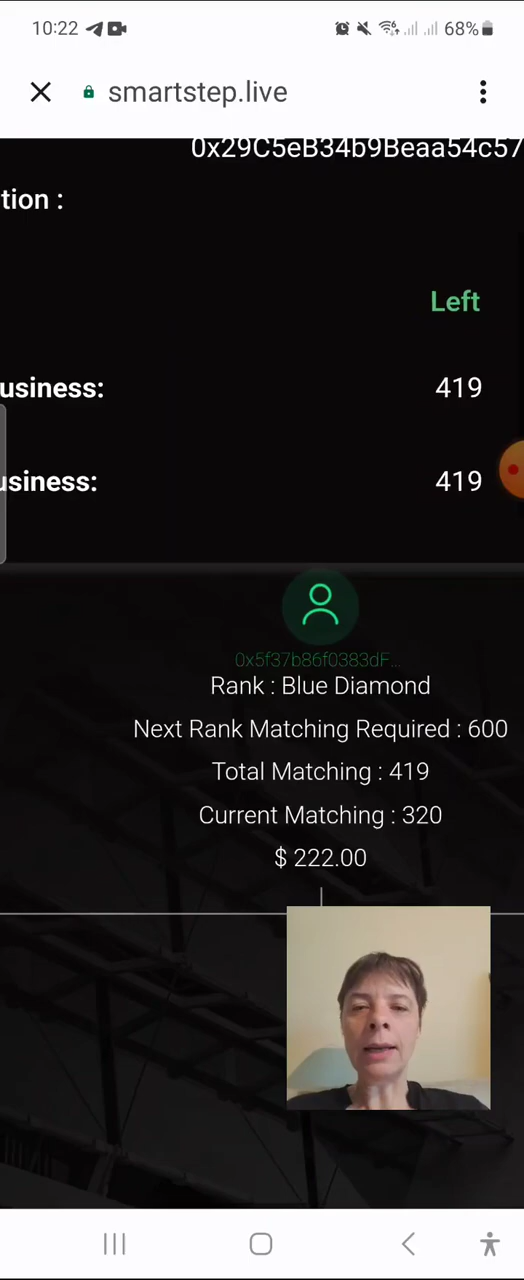 10:22
68%
smartstep.live
0x29C5eB34b9Beaa54c57
tion :
Left
usiness: 419
usiness: 419
0x5f37b86f0383dF...
Rank : Blue Diamond
Next Rank Matching Required : 600
Total Matching : 419
Current Matching : 320
$ 222.00